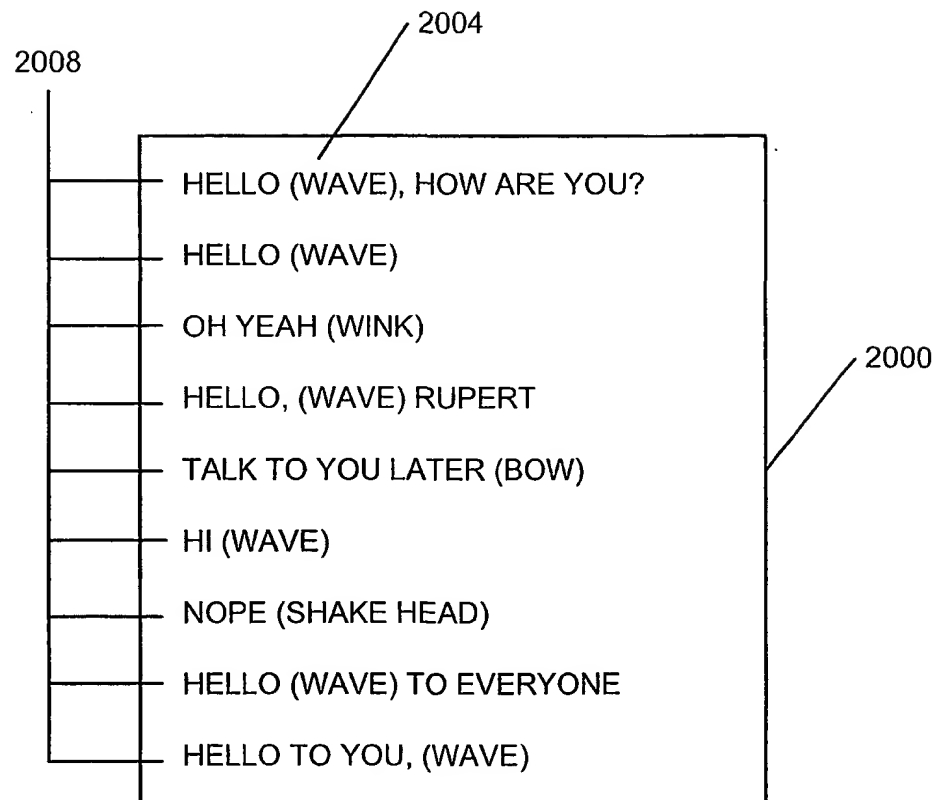 2004
2008
HELLO (WAVE), HOW ARE YOU?
HELLO (WAVE)
OH YEAH (WINK)
2000
HELLO, (WAVE) RUPERT
TALK TO YOU LATER (BOW)
HI (WAVE)
NOPE (SHAKE HEAD)
HELLO (WAVE) TO EVERYONE
HELLO TO YOU, (WAVE)